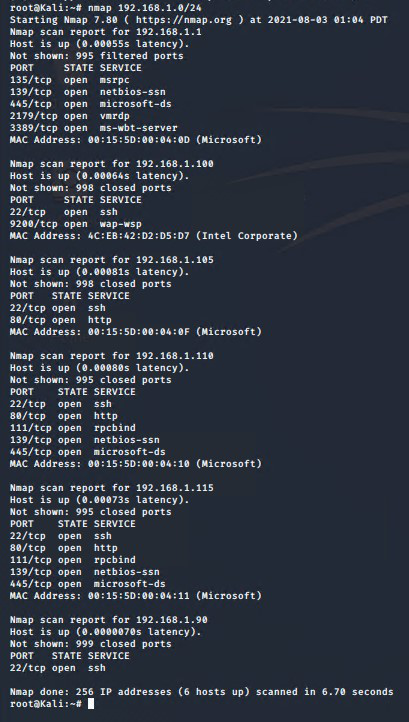 root@Kali:~# nmap 192.168.1.0/24
Starting Nmap 7.80 ( https://nmap.org ) at 2021-08-03 01:04 PDT
Nmap scan report for 192.168.1.1
Host is up (0.00055s latency).
Not shown: 995 filtered ports
PORT     STATE SERVICE
135/tcp  open  msrpc
139/tcp  open  netbios-ssn
445/tcp  open  microsoft-ds
2179/tcp open  vmrdp
3389/tcp open  ms-wbt-server
MAC Address: 00:15:5D:00:04:0D (Microsoft)

Nmap scan report for 192.168.1.100
Host is up (0.00064s latency).
Not shown: 998 closed ports
PORT     STATE SERVICE
22/tcp   open  ssh
9200/tcp open  wap-wsp
MAC Address: 4C:EB:42:D2:D5:D7 (Intel Corporate)

Nmap scan report for 192.168.1.105
Host is up (0.00081s latency).
Not shown: 998 closed ports
PORT   STATE SERVICE
22/tcp open  ssh
80/tcp open  http
MAC Address: 00:15:5D:00:04:0F (Microsoft)

Nmap scan report for 192.168.1.110
Host is up (0.00080s latency).
Not shown: 995 closed ports
PORT    STATE SERVICE
22/tcp  open  ssh
80/tcp  open  http
111/tcp open  rpcbind
139/tcp open  netbios-ssn
445/tcp open  microsoft-ds
MAC Address: 00:15:5D:00:04:10 (Microsoft)

Nmap scan report for 192.168.1.115
Host is up (0.00073s latency).
Not shown: 995 closed ports
PORT    STATE SERVICE
22/tcp  open  ssh
80/tcp  open  http
111/tcp open  rpcbind
139/tcp open  netbios-ssn
445/tcp open  microsoft-ds
MAC Address: 00:15:5D:00:04:11 (Microsoft)

Nmap scan report for 192.168.1.90
Host is up (0.0000070s latency).
Not shown: 999 closed ports
PORT   STATE SERVICE
22/tcp open  ssh

Nmap done: 256 IP addresses (6 hosts up) scanned in 6.70 seconds
root@Kali:~#